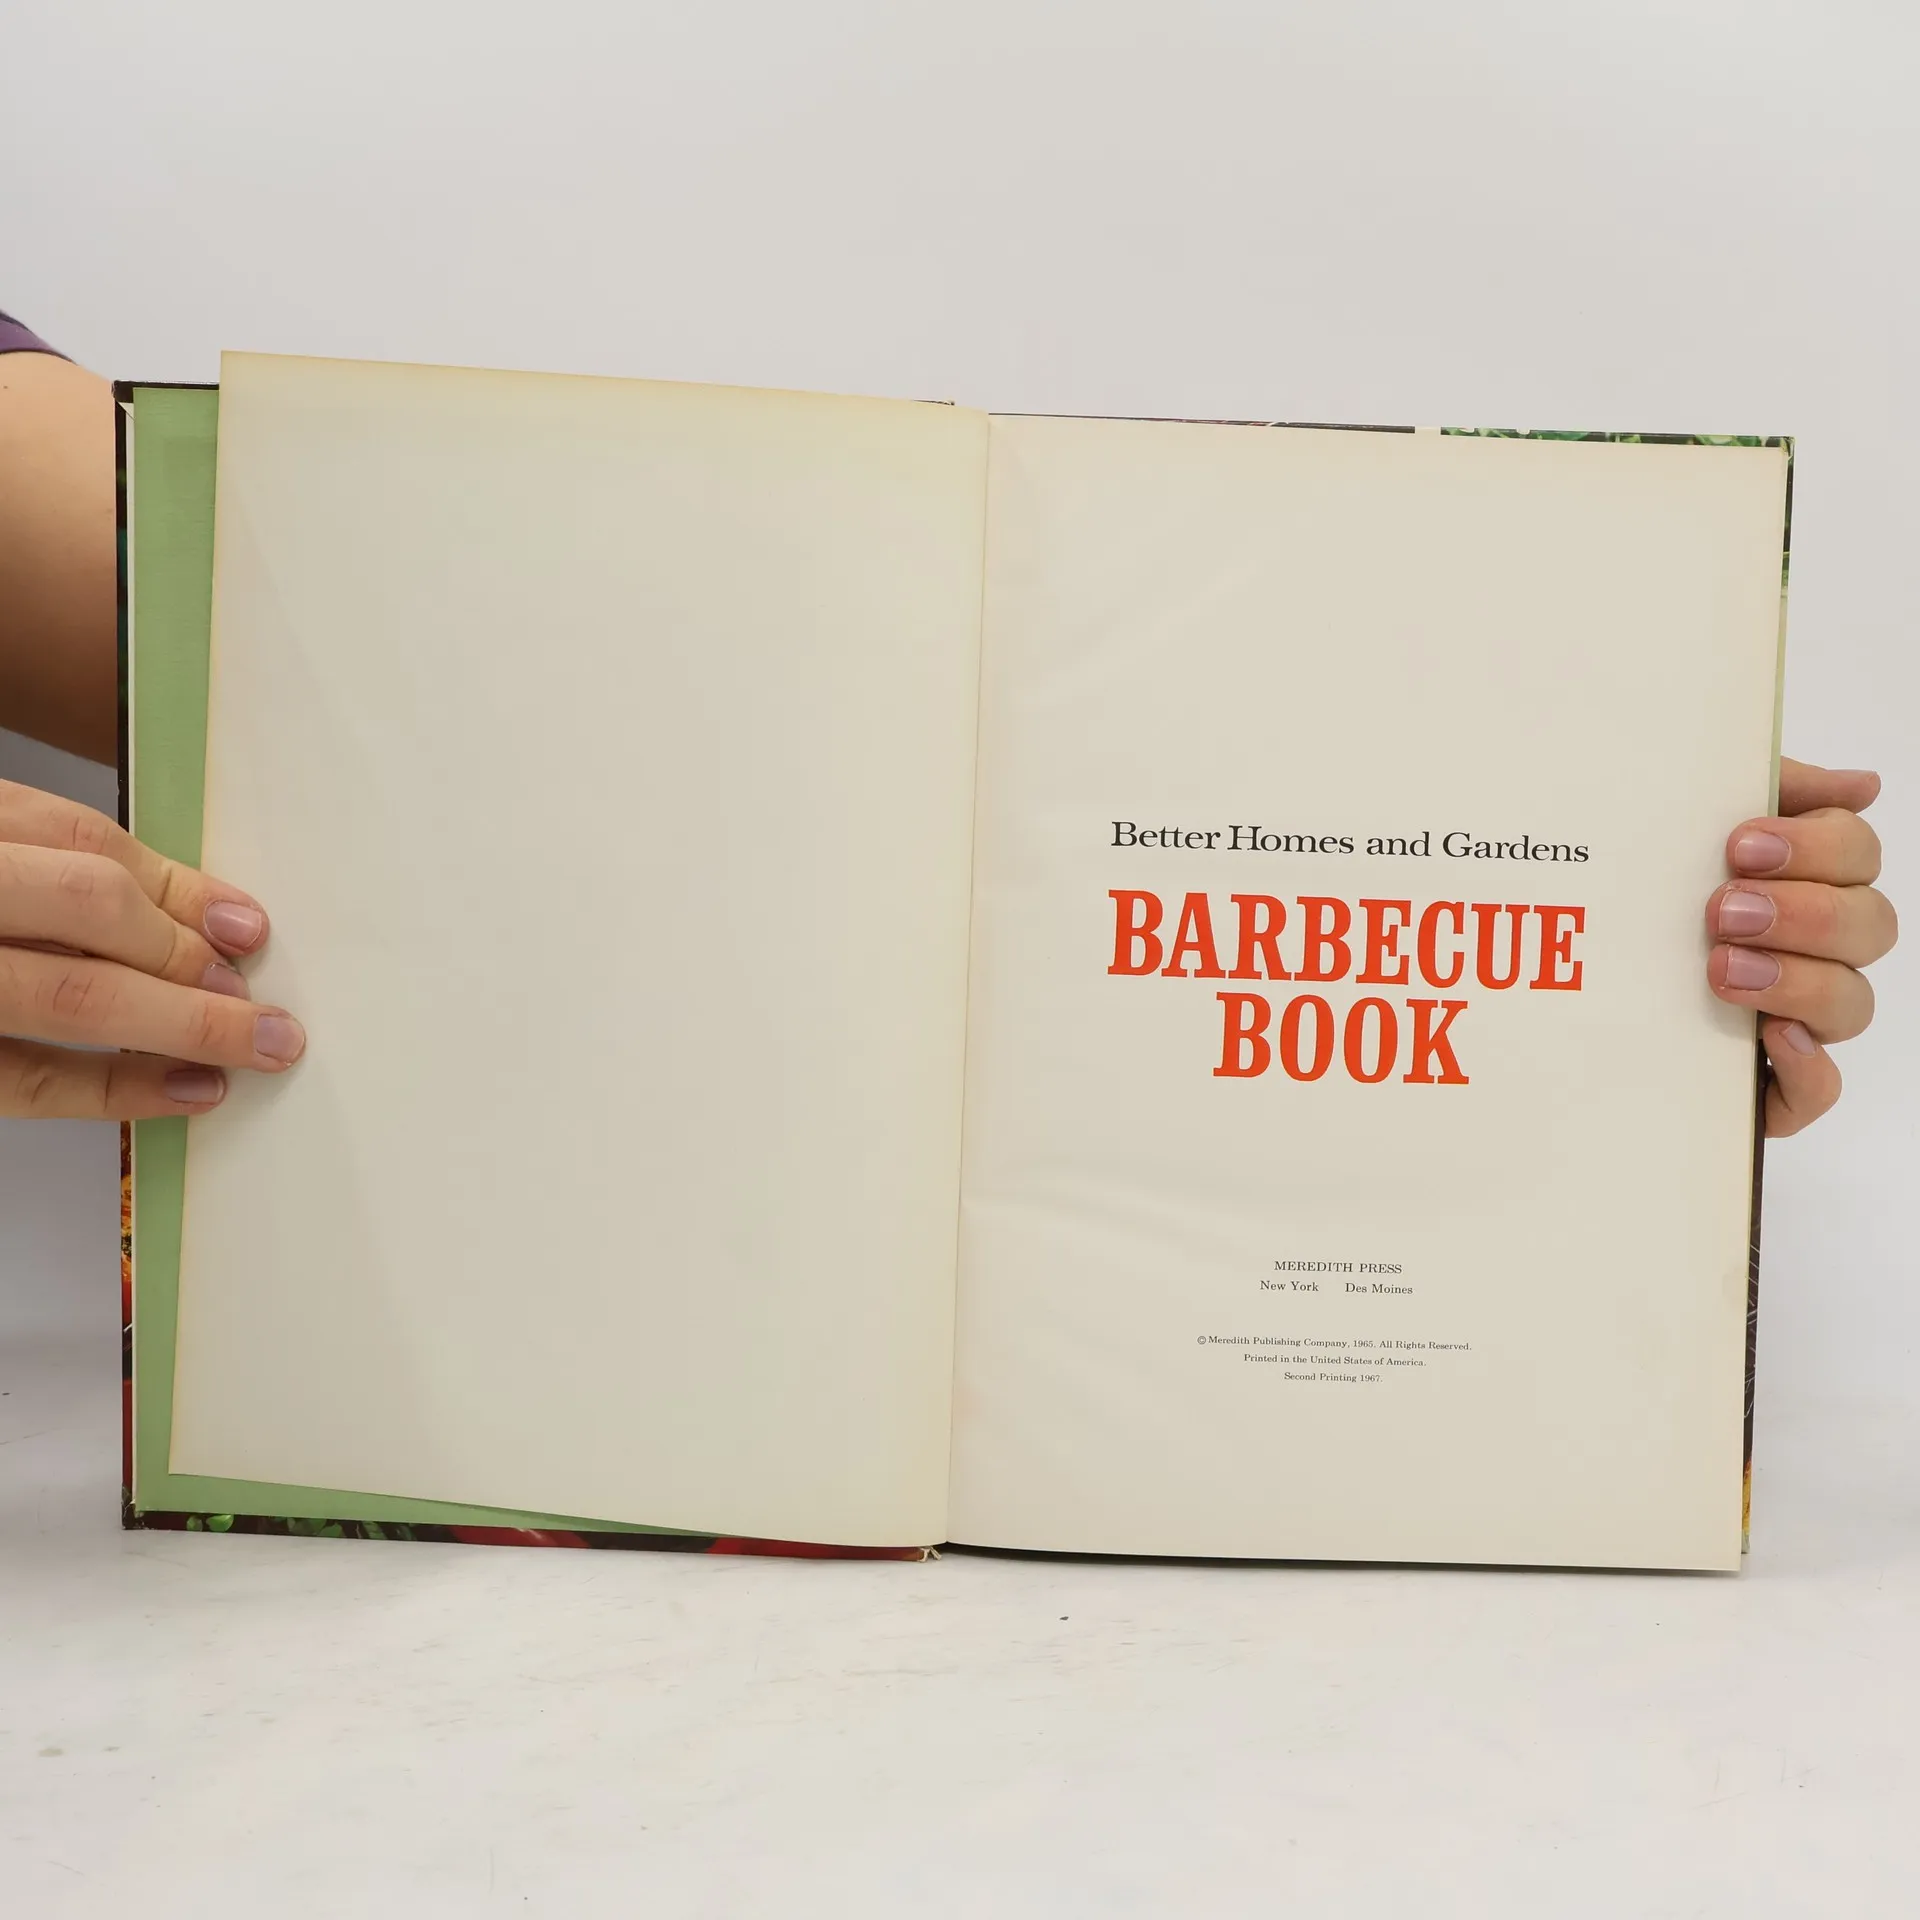 Better Homes and Gardens
BARBECUE
BOOK
MEREDITH PRESS
New York Des Moines
© Meredith Publishing Company, 1965. All Rights Reserved.
Printed in the United States of America.
Second Printing 1967.